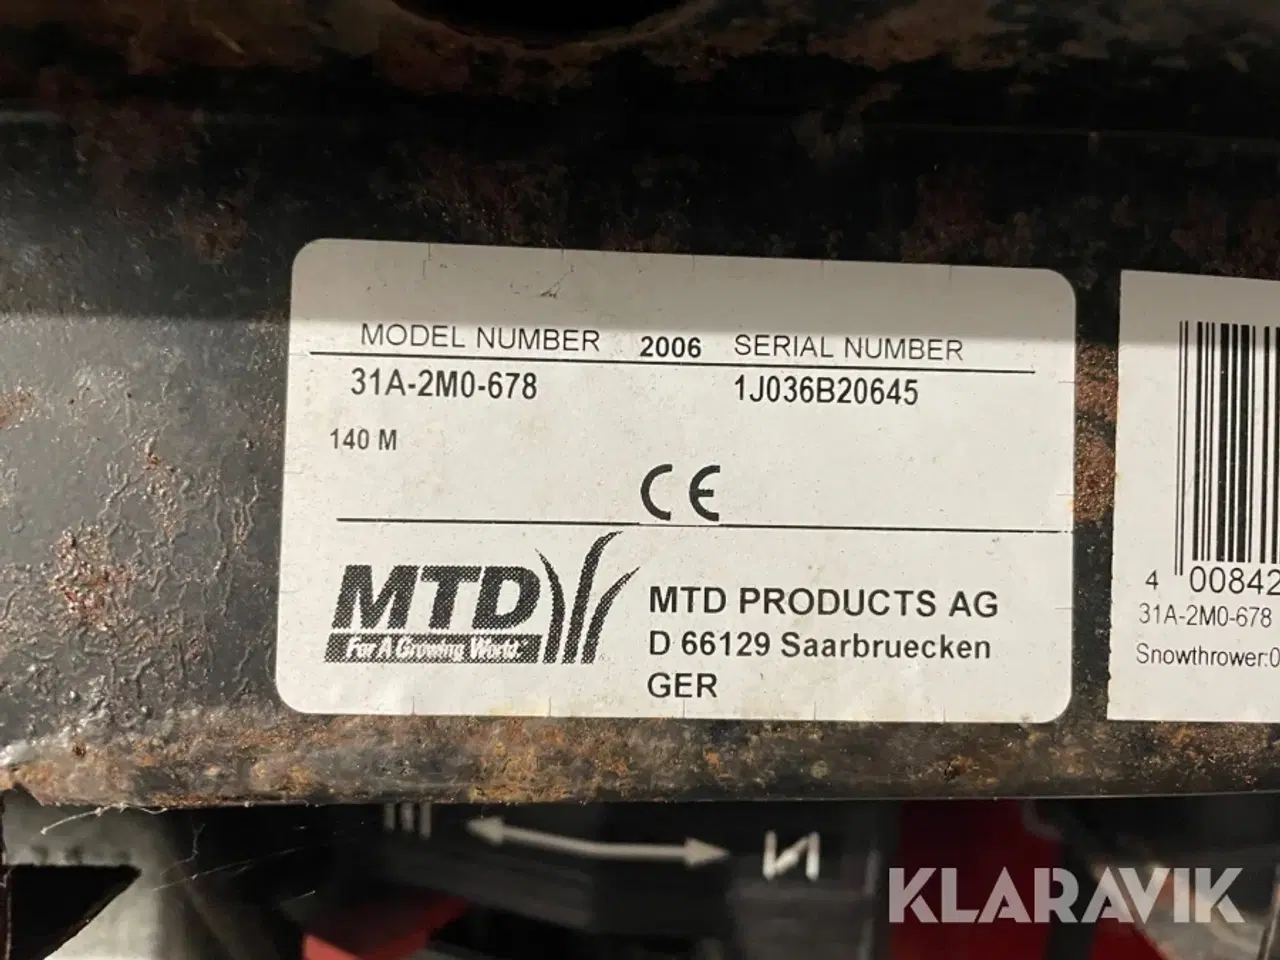 MODEL NUMBER 2006 SERIAL NUMBER
31A-2M0-678 1J036B20645
140 M
CE
MTD
For A Growing World.
MTD PRODUCTS AG
D 66129 Saarbruecken
GER
4 00842
31A-2M0-678
Snowthrower:0
N
KLARAVIK